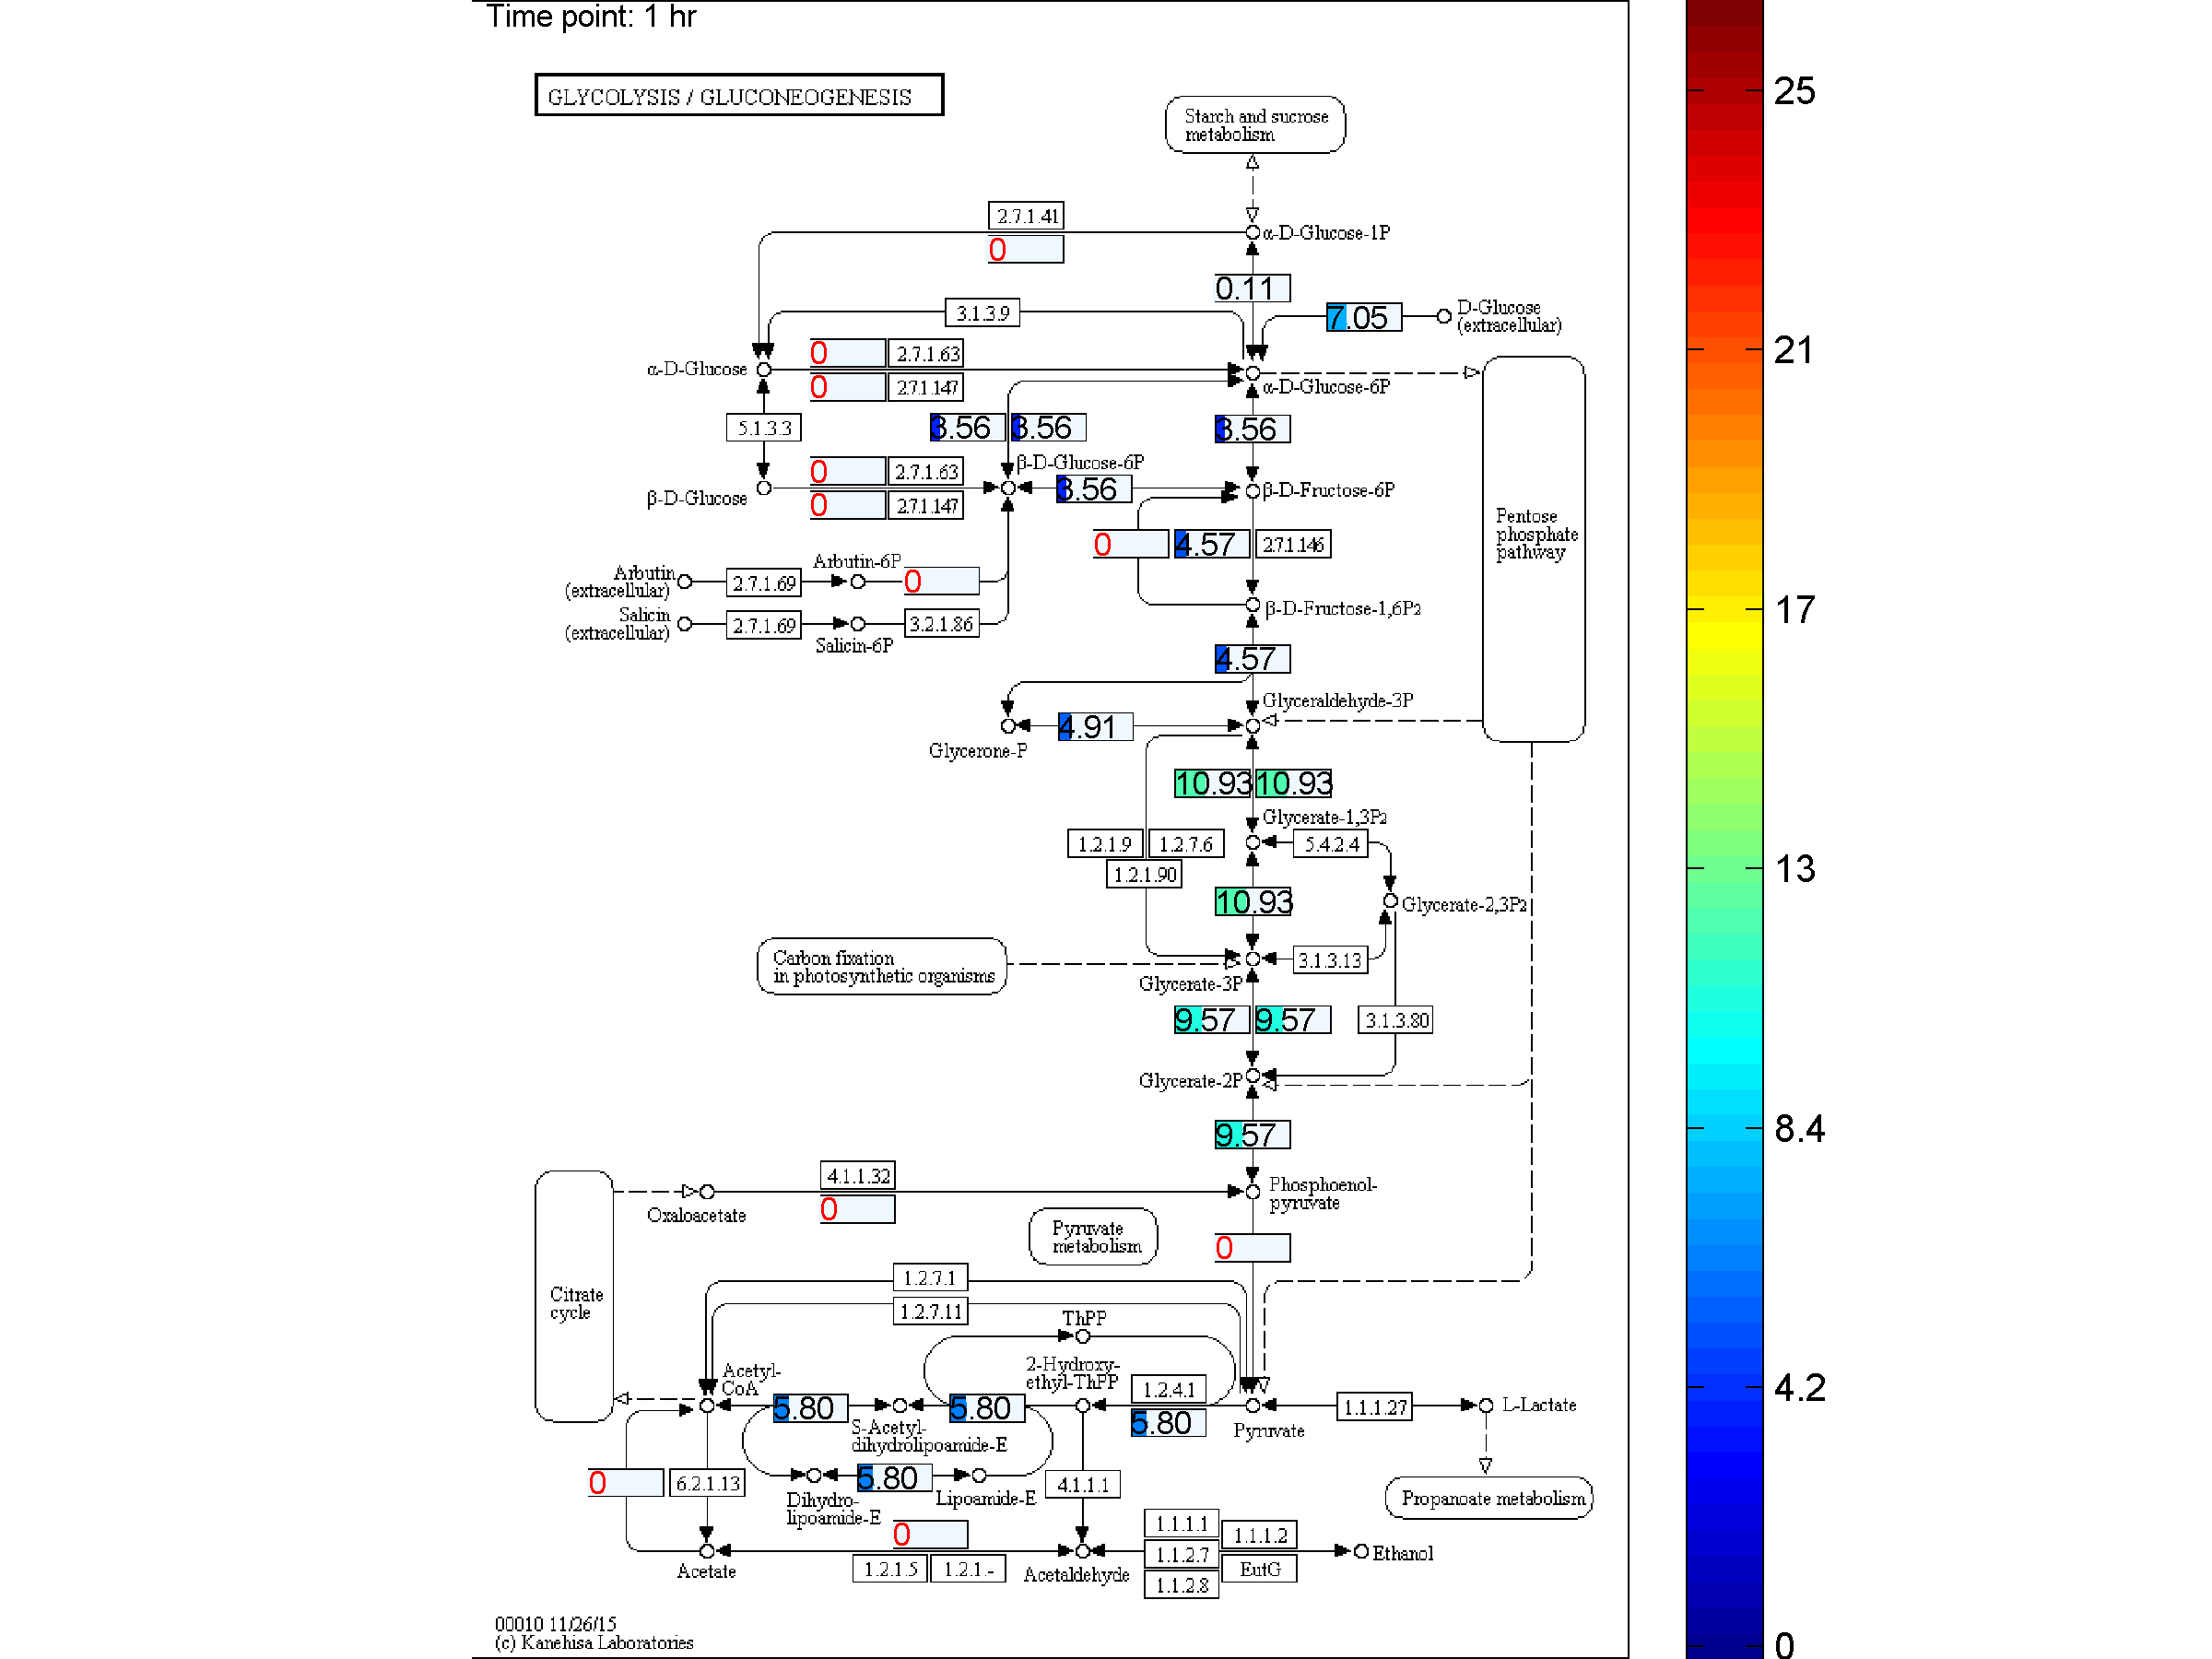 Time point: 1 hr
GLYCOLYSIS / GLUCONEOGENESIS
Starch and sucrose
metabolism
2.7.1.41
0
α-D-Glucose-1P
0.11
3.1.3.9
7.05
D-Glucose
(extracellular)
0
2.7.1.63
α-D-Glucose
0
2.7.1.147
α-D-Glucose-6P
5.1.3.3
3.56
3.56
3.56
0
2.7.1.63
β-D-Glucose-6P
β-D-Glucose
3.56
β-D-Fructose-6P
0
2.7.1.147
Pentose
phosphate
pathway
0
4.57
2.7.1.146
Arbutin
(extracellular)
2.7.1.69
Arbutin-6P
0
β-D-Fructose-1,6P2
Salicin
(extracellular)
2.7.1.69
Salicin-6P
3.2.1.86
4.57
Glyceraldehyde-3P
4.91
Glycerone-P
10.93
10.93
Glycerate-1,3P2
1.2.1.9
1.2.7.6
5.4.2.4
1.2.1.90
10.93
Glycerate-2,3P2
Carbon fixation
in photosynthetic organisms
3.1.3.13
Glycerate-3P
9.57
9.57
3.1.3.80
Glycerate-2P
9.57
4.1.1.32
Oxaloacetate
0
Phosphoenol-
pyruvate
Pyruvate
metabolism
0
Citrate
cycle
1.2.7.1
1.2.7.11
ThPP
Acetyl-
CoA
2-Hydroxy-
ethyl-ThPP
1.2.4.1
5.80
5.80
5.80
1.1.1.27
L-Lactate
S-Acetyl-
dihydrolipoamide-E
Pyruvate
0
6.2.1.13
5.80
4.1.1.1
Dihydro-
lipoamide-E
Lipoamide-E
Propanoate metabolism
0
1.1.1.1
1.1.1.2
1.1.2.7
Ethanol
Acetate
1.2.1.5
1.2.1.-
Acetaldehyde
EutG
1.1.2.8
00010 11/26/15
(c) Kanehisa Laboratories
25
21
17
13
8.4
4.2
0